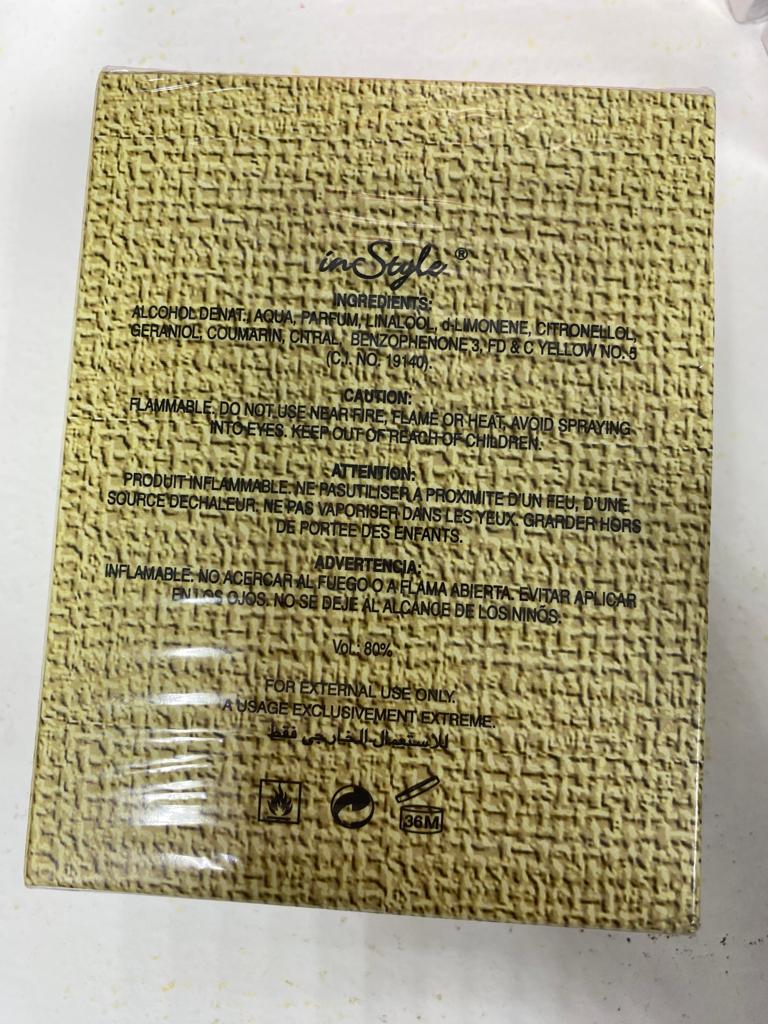 inStyle®
INGREDIENTS:
ALCOHOL DENAT., AQUA, PARFUM, LINALOOL, d-LIMONENE, CITRONELLOL,
GERANIOL, COUMARIN, CITRAL, BENZOPHENONE 3, FD & C YELLOW NO. 5
(C.I. NO. 19140).
CAUTION:
FLAMMABLE. DO NOT USE NEAR FIRE, FLAME OR HEAT, AVOID SPRAYING
INTO EYES. KEEP OUT OF REACH OF CHILDREN.
ATTENTION:
PRODUIT INFLAMMABLE. NE PASUTILISER A PROXIMITE D'UN FEU, D'UNE
SOURCE DECHALEUR. NE PAS VAPORISER DANS LES YEUX. GRARDER HORS
DE PORTEE DES ENFANTS.
ADVERTENCIA:
INFLAMABLE. NO ACERCAR AL FUEGO O A FLAMA ABIERTA. EVITAR APLICAR
EN LOS OJOS. NO SE DEJE AL ALCANCE DE LOS NINÕS.
Vol.: 80%
FOR EXTERNAL USE ONLY.
A USAGE EXCLUSIVEMENT EXTREME.
للإستعمال الخارجي فقط
36M